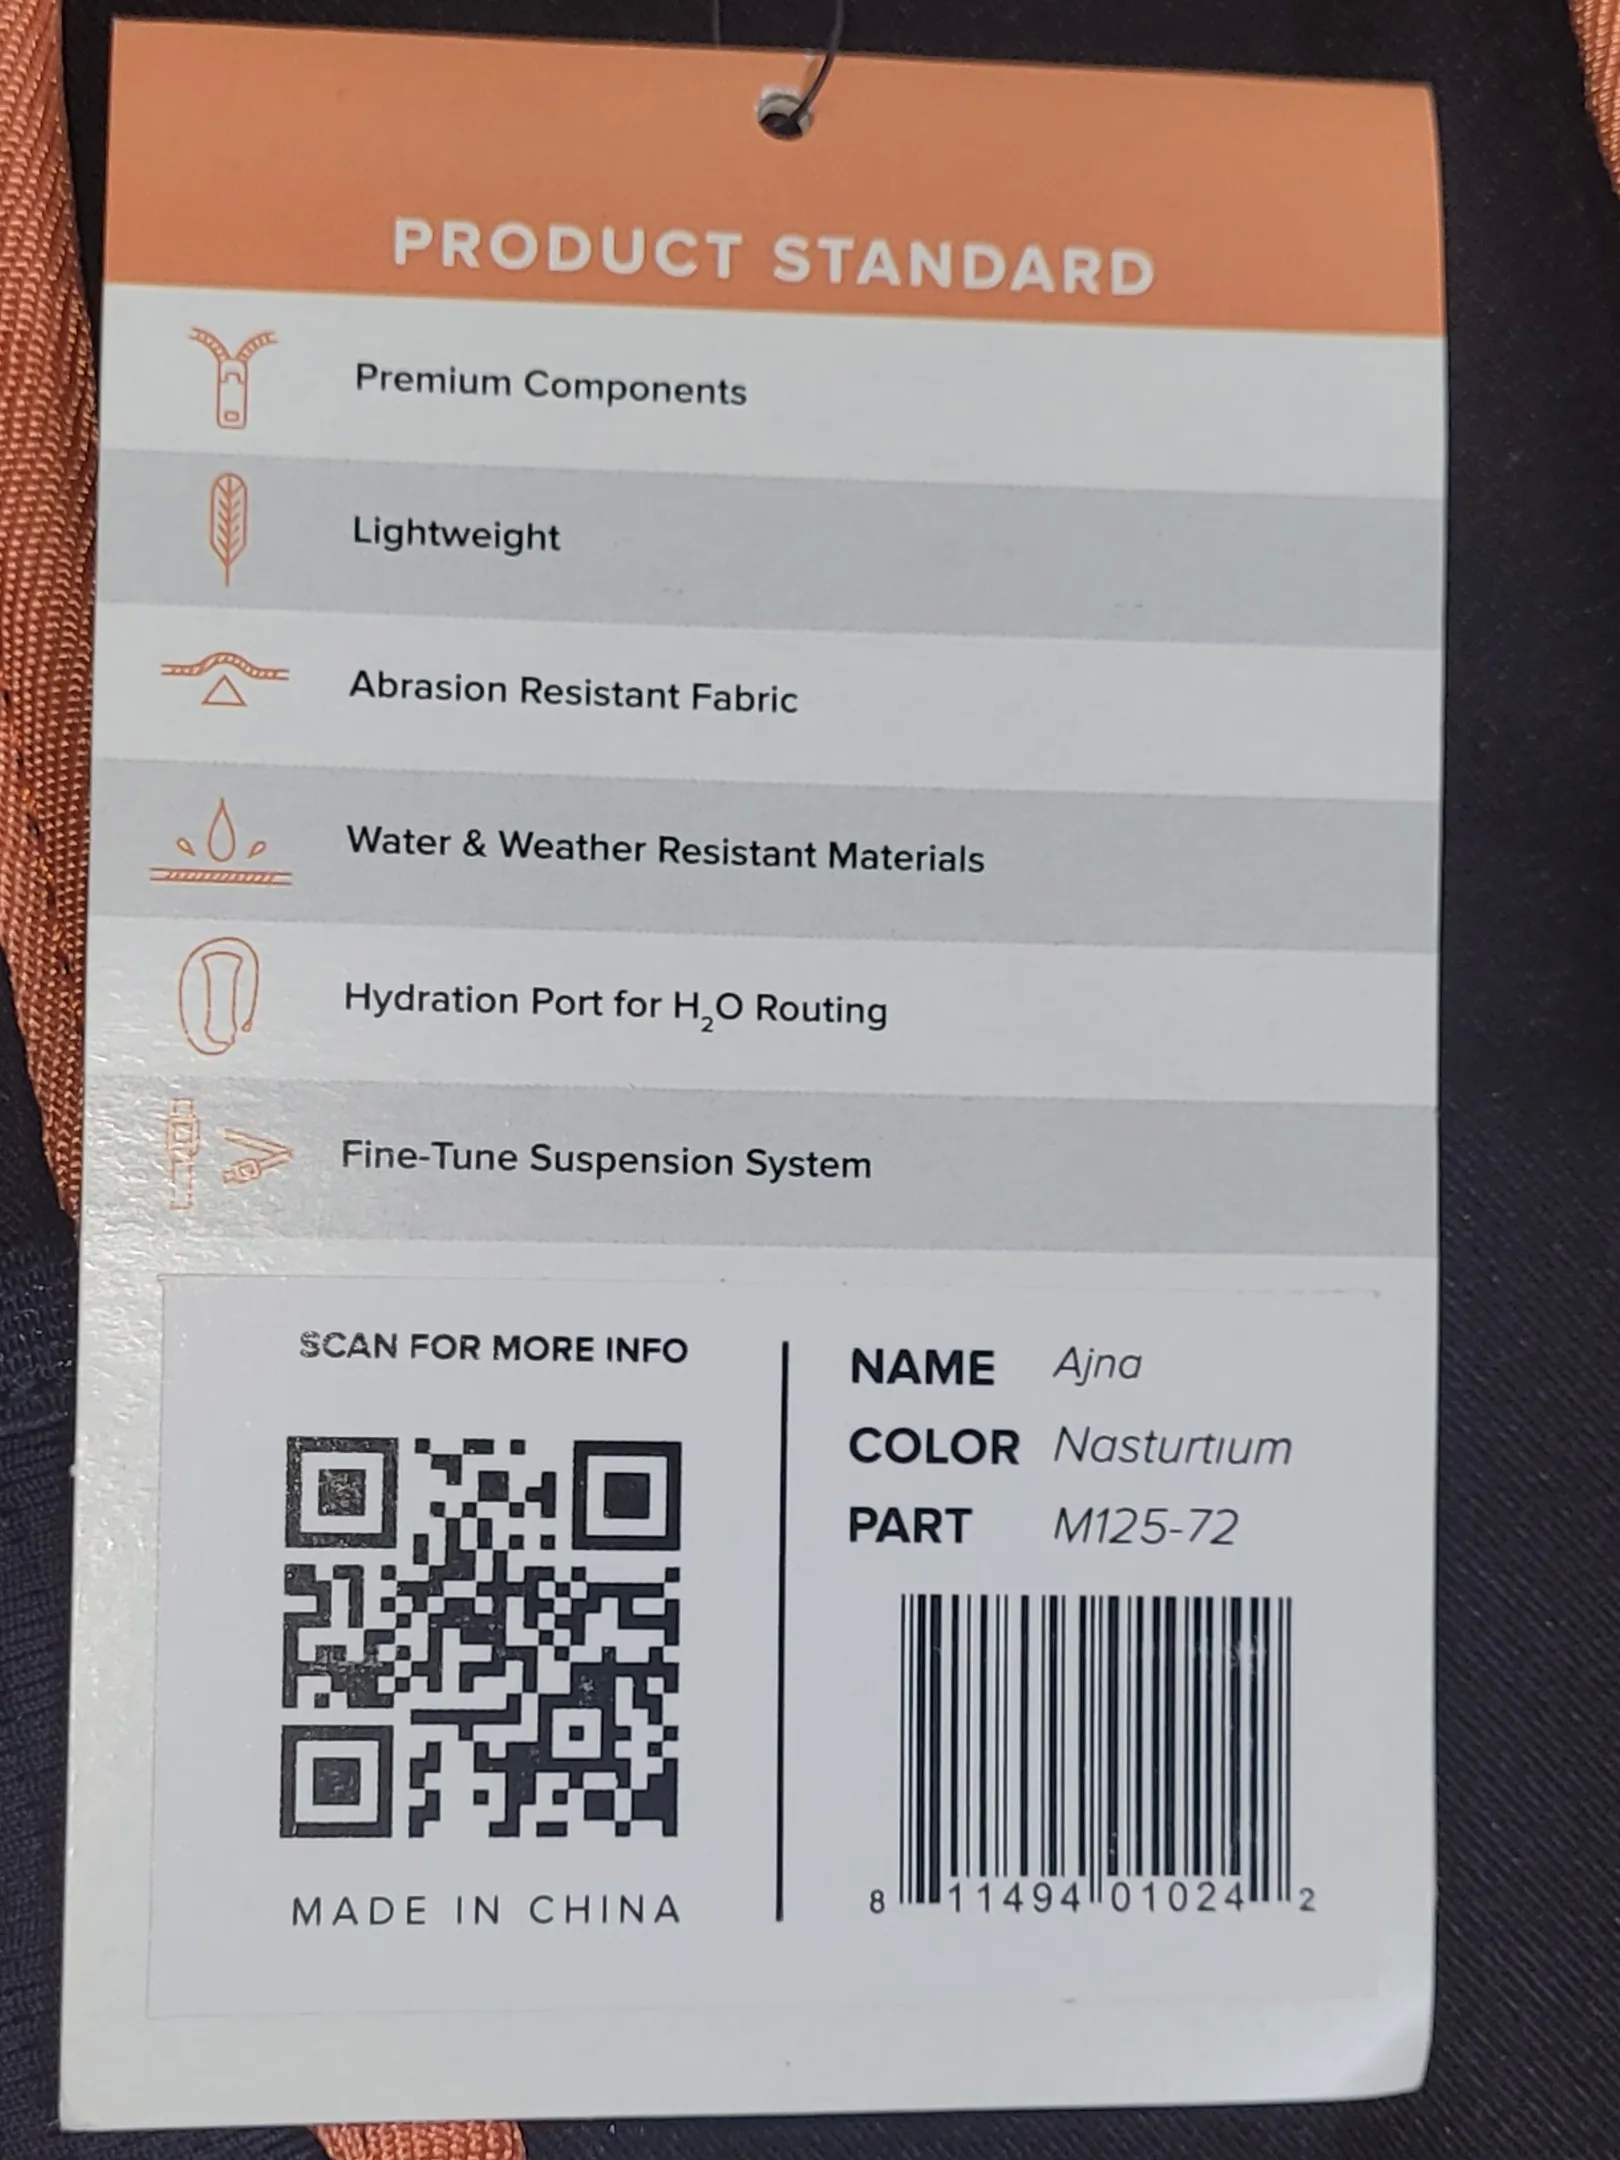 PRODUCT STANDARD
Premium Components
Lightweight
Abrasion Resistant Fabric
Water & Weather Resistant Materials
Hydration Port for H₂O Routing
Fine-Tune Suspension System
SCAN FOR MORE INFO
MADE IN CHINA
NAME Ajna
COLOR Nasturtium
PART M125-72
8 11494 01024 2